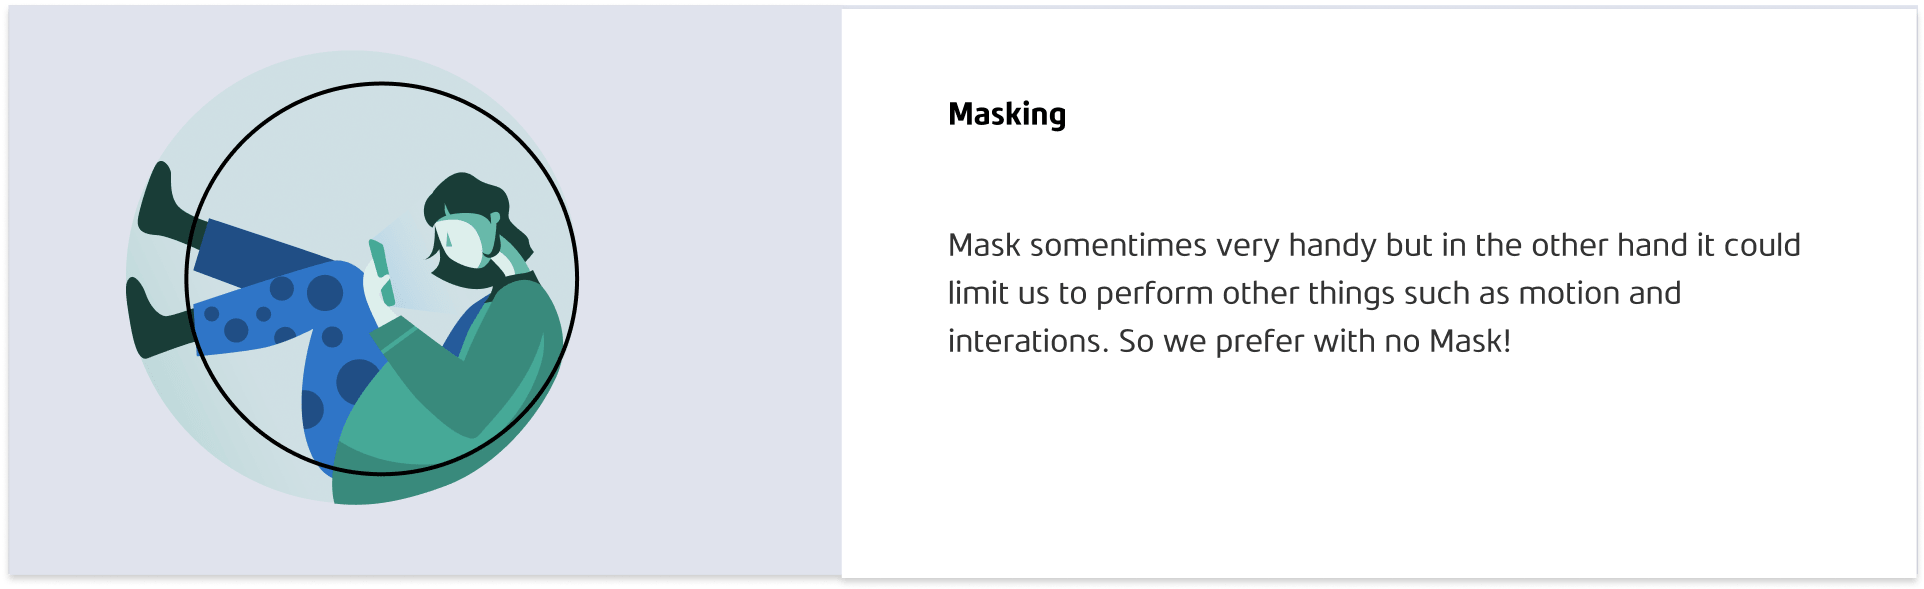 Masking
Mask somentimes very handy but in the other hand it could
limit us to perform other things such as motion and
interations. So we prefer with no Mask!